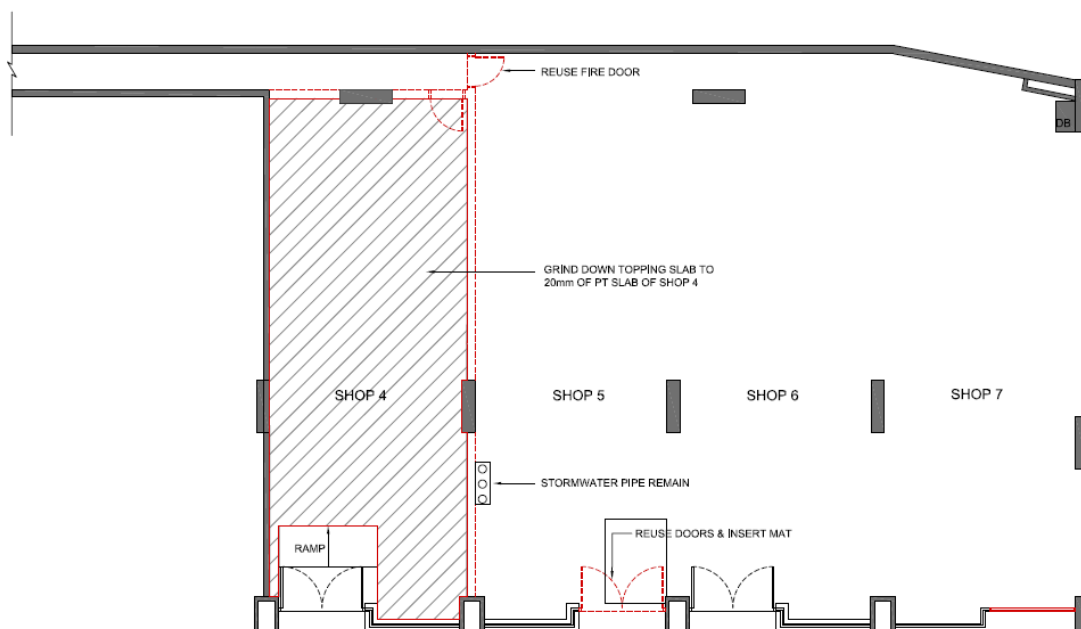 REUSE FIRE DOOR
DB
GRIND DOWN TOPPING SLAB TO
20mm OF PT SLAB OF SHOP 4
SHOP 4
SHOP 5
SHOP 6
SHOP 7
STORMWATER PIPE REMAIN
REUSE DOORS & INSERT MAT
RAMP